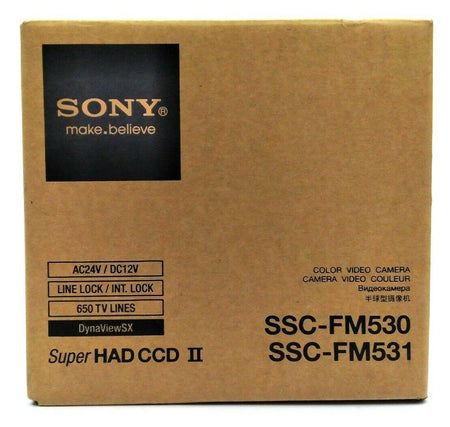 SONY®
make.believe
AC24V / DC12V
LINE LOCK / INT. LOCK
650 TV LINES
DynaViewSX
Super HAD CCD II
COLOR VIDEO CAMERA
CAMERA VIDEO COULEUR
Видеокамера
半球型摄像机
SSC-FM530
SSC-FM531